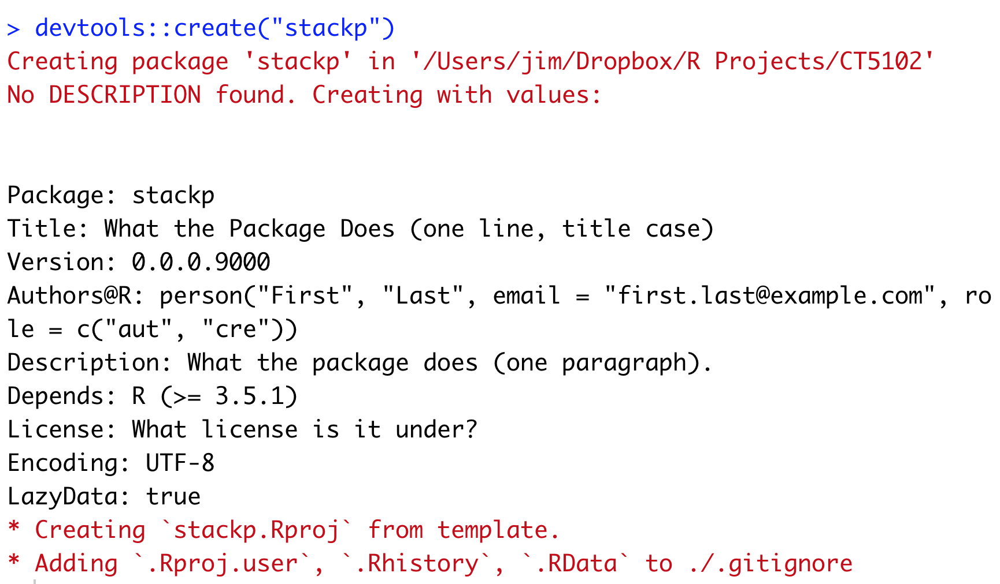 > devtools::create("stackp")
Creating package 'stackp' in '/Users/jim/Dropbox/R Projects/CT5102'
No DESCRIPTION found. Creating with values:
Package: stackp
Title: What the Package Does (one line, title case)
Version: 0.0.0.9000
Authors@R: person("First", "Last", email = "first.last@example.com", ro
le = c("aut", "cre"))
Description: What the package does (one paragraph).
Depends: R (>= 3.5.1)
License: What license is it under?
Encoding: UTF-8
LazyData: true
* Creating `stackp.Rproj` from template.
* Adding `.Rproj.user`, `.Rhistory`, `.RData` to ./.gitignore